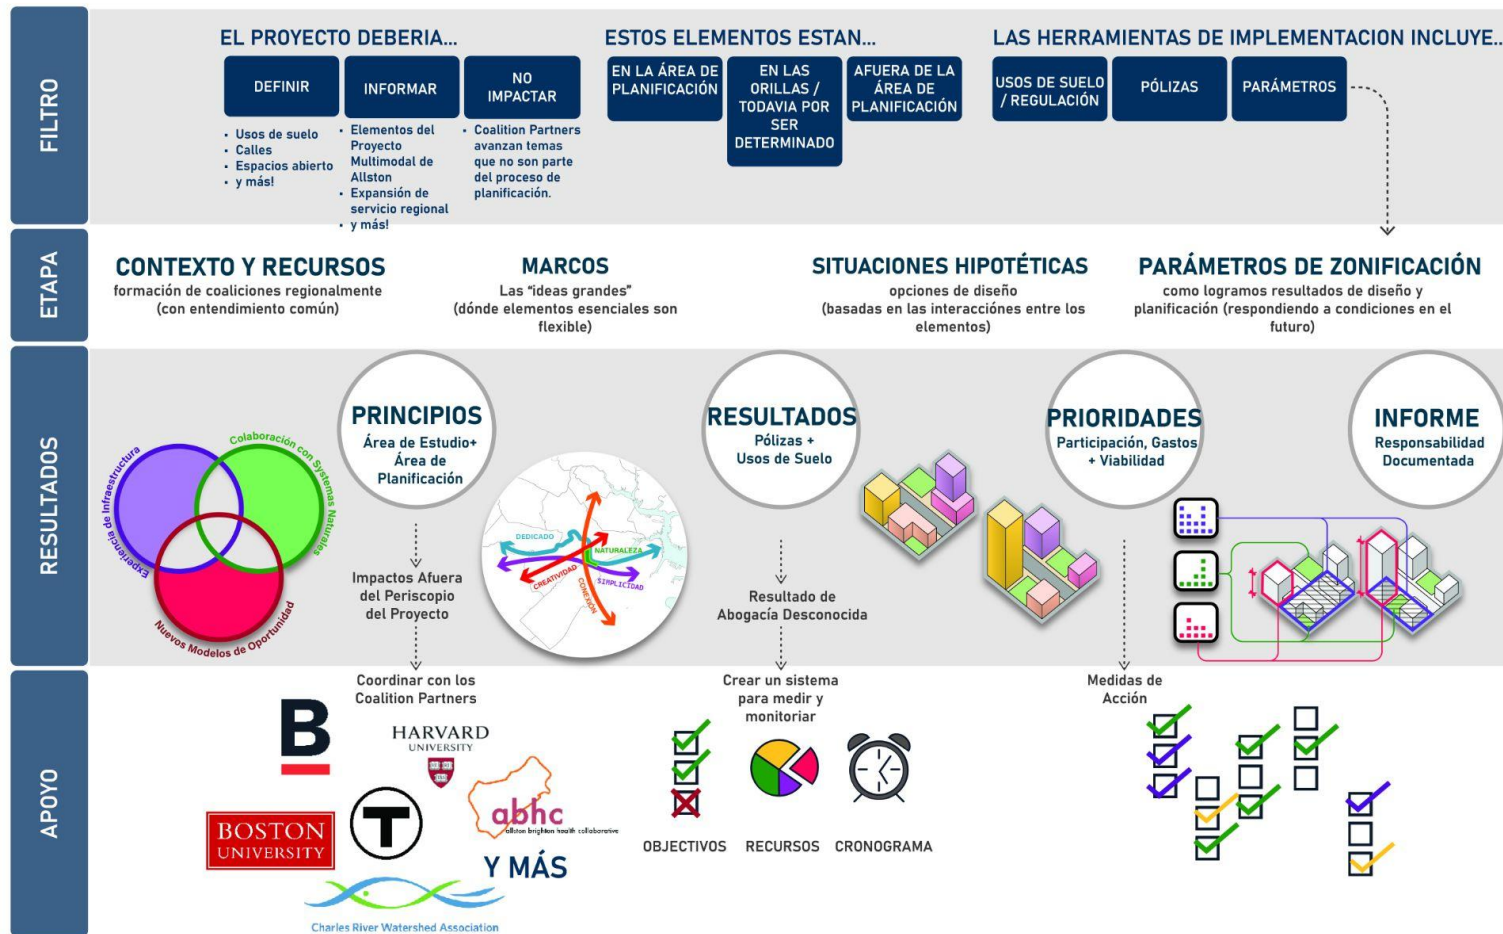 FILTRO
EL PROYECTO DEBERIA...
DEFINIR
• Usos de suelo
• Calles
• Espacios abierto
• y más!
INFORMAR
• Elementos del
Proyecto
Multimodal de
Allston
• Expansión de
servicio regional
• y más!
NO
IMPACTAR
• Coalition Partners
avanzan temas
que no son parte
del proceso de
planificación.
ESTOS ELEMENTOS ESTAN...
EN LA ÁREA DE
PLANIFICACIÓN
EN LAS
ORILLAS /
TODAVIA POR
SER
DETERMINADO
AFUERA DE LA
ÁREA DE
PLANIFICACIÓN
LAS HERRAMIENTAS DE IMPLEMENTACION INCLUYE...
USOS DE SUELO
/ REGULACIÓN
PÓLIZAS
PARÁMETROS
ETAPA
CONTEXTO Y RECURSOS
formación de coaliciones regionalmente
(con entendimiento común)
MARCOS
Las "ideas grandes"
(dónde elementos esenciales son
flexible)
SITUACIONES HIPOTÉTICAS
opciones de diseño
(basadas en las interacciónes entre los
elementos)
PARÁMETROS DE ZONIFICACIÓN
como logramos resultados de diseño y
planificación (respondiendo a condiciones en el
futuro)
RESULTADOS
Experiencia de Infraestructura
Colaboración con Systemas Naturales
Nuevos Modelos de Oportunidad
PRINCIPIOS
Área de Estudio+
Área de
Planificación
Impactos Afuera
del Periscopio
del Proyecto
DEDICADO
NATURALEZA
CREATIVIDAD
SIMPLICIDAD
CONEXIÓN
RESULTADOS
Pólizas +
Usos de Suelo
Resultado de
Abogacía Desconocida
PRIORIDADES
Participación, Gastos
+ Viabilidad
INFORME
Responsabilidad
Documentada
APOYO
Coordinar con los
Coalition Partners
B
HARVARD
UNIVERSITY
BOSTON
UNIVERSITY
T
abhc
allston brighton health collaborative
Y MÁS
Charles River Watershed Association
Crear un sistema
para medir y
monitoriar
OBJECTIVOS
RECURSOS
CRONOGRAMA
Medidas de
Acción